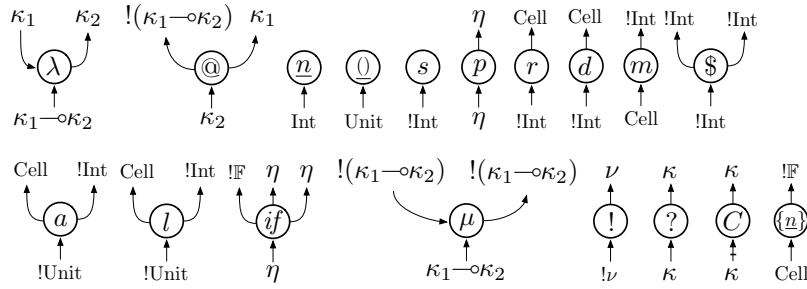 κ₁ κ₂ !(κ₁⊸κ₂) κ₁ η Cell Cell !Int !Int !Int
λ @ n () s p r d m $
κ₁⊸κ₂ κ₂ Int Unit !Int η !Int !Int Cell !Int
Cell !Int Cell !Int !𝔽 η η !(κ₁⊸κ₂) !(κ₁⊸κ₂) ν κ κ !𝔽
a l if μ ! ? C {n}
!Unit !Unit η κ₁⊸κ₂ !ν κ κ Cell